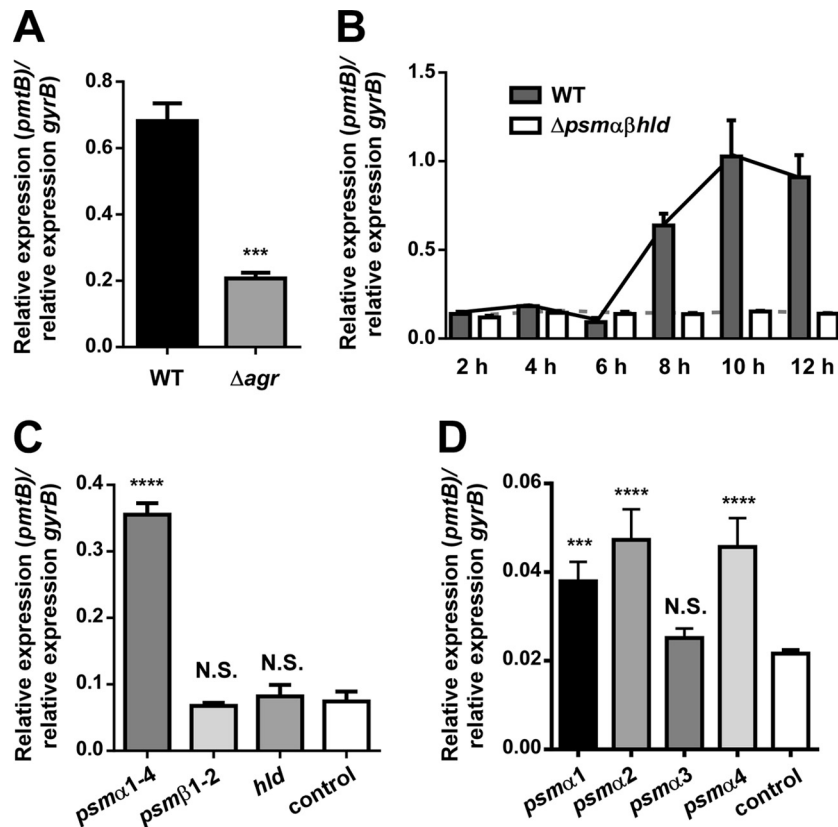 A
Relative expression (pmtB)/
relative expression gyrB)
0.8
0.6
0.4
0.2
0.0
***
WT
Δagr
B
Relative expression (pmtB)/
relative expression gyrB)
1.5
1.0
0.5
0.0
WT
Δpsmαβhld
2 h 4 h 6 h 8 h 10 h 12 h
C
Relative expression (pmtB)/
relative expression gyrB)
0.4
0.3
0.2
0.1
0.0
****
N.S.
N.S.
psmα1-4
psmβ1-2
hld
control
D
Relative expression (pmtB)/
relative expression gyrB)
0.06
0.04
0.02
0.00
***
****
N.S.
****
psmα1
psmα2
psmα3
psmα4
control